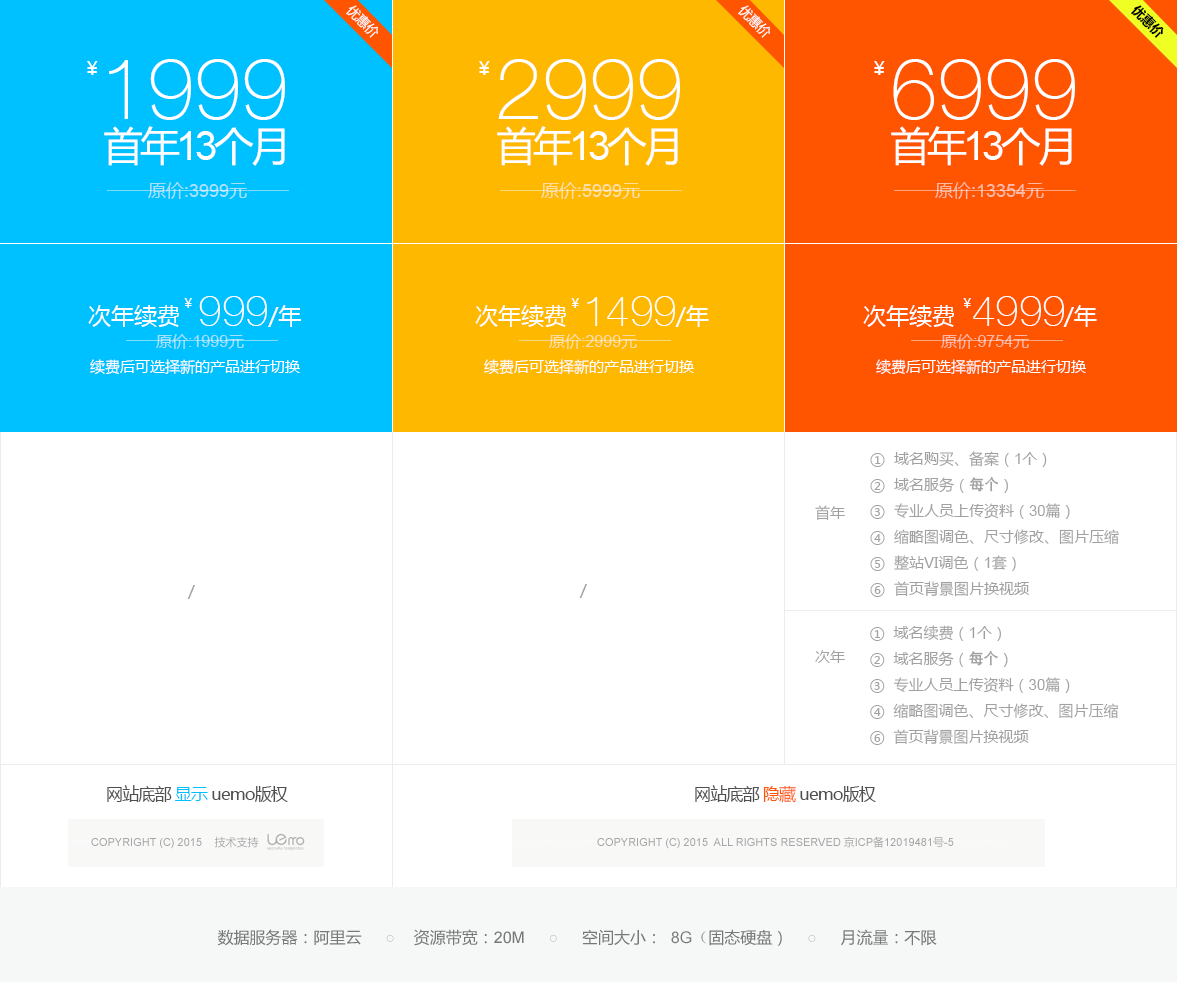 优惠价
¥1999
首年13个月
原价:3999元
优惠价
¥2999
首年13个月
原价:5999元
优惠价
¥6999
首年13个月
原价:13354元
次年续费¥999/年
原价:1999元
续费后可选择新的产品进行切换
次年续费¥1499/年
原价:2999元
续费后可选择新的产品进行切换
次年续费¥4999/年
原价:9754元
续费后可选择新的产品进行切换
/
/
首年
① 域名购买、备案（1个）
② 域名服务（每个）
③ 专业人员上传资料（30篇）
④ 缩略图调色、尺寸修改、图片压缩
⑤ 整站VI调色（1套）
⑥ 首页背景图片换视频
次年
① 域名续费（1个）
② 域名服务（每个）
③ 专业人员上传资料（30篇）
④ 缩略图调色、尺寸修改、图片压缩
⑥ 首页背景图片换视频
网站底部 显示 uemo版权
COPYRIGHT (C) 2015 技术支持 uemo
网站底部 隐藏 uemo版权
COPYRIGHT (C) 2015 ALL RIGHTS RESERVED 京ICP备12019481号-5
数据服务器：阿里云 ○ 资源带宽：20M ○ 空间大小： 8G（固态硬盘） ○ 月流量：不限